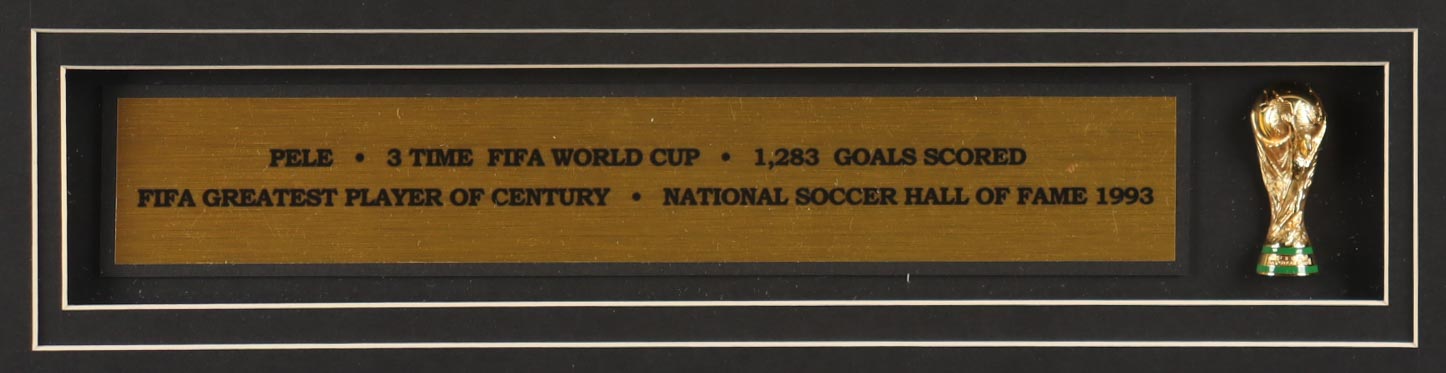 PELE • 3 TIME FIFA WORLD CUP • 1,283 GOALS SCORED
FIFA GREATEST PLAYER OF CENTURY • NATIONAL SOCCER HALL OF FAME 1993